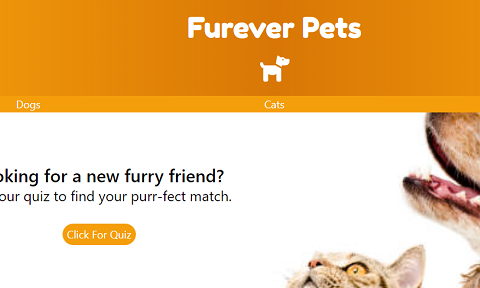 Furever Pets
Dogs Cats
oking for a new furry friend?
our quiz to find your purr-fect match.
Click For Quiz